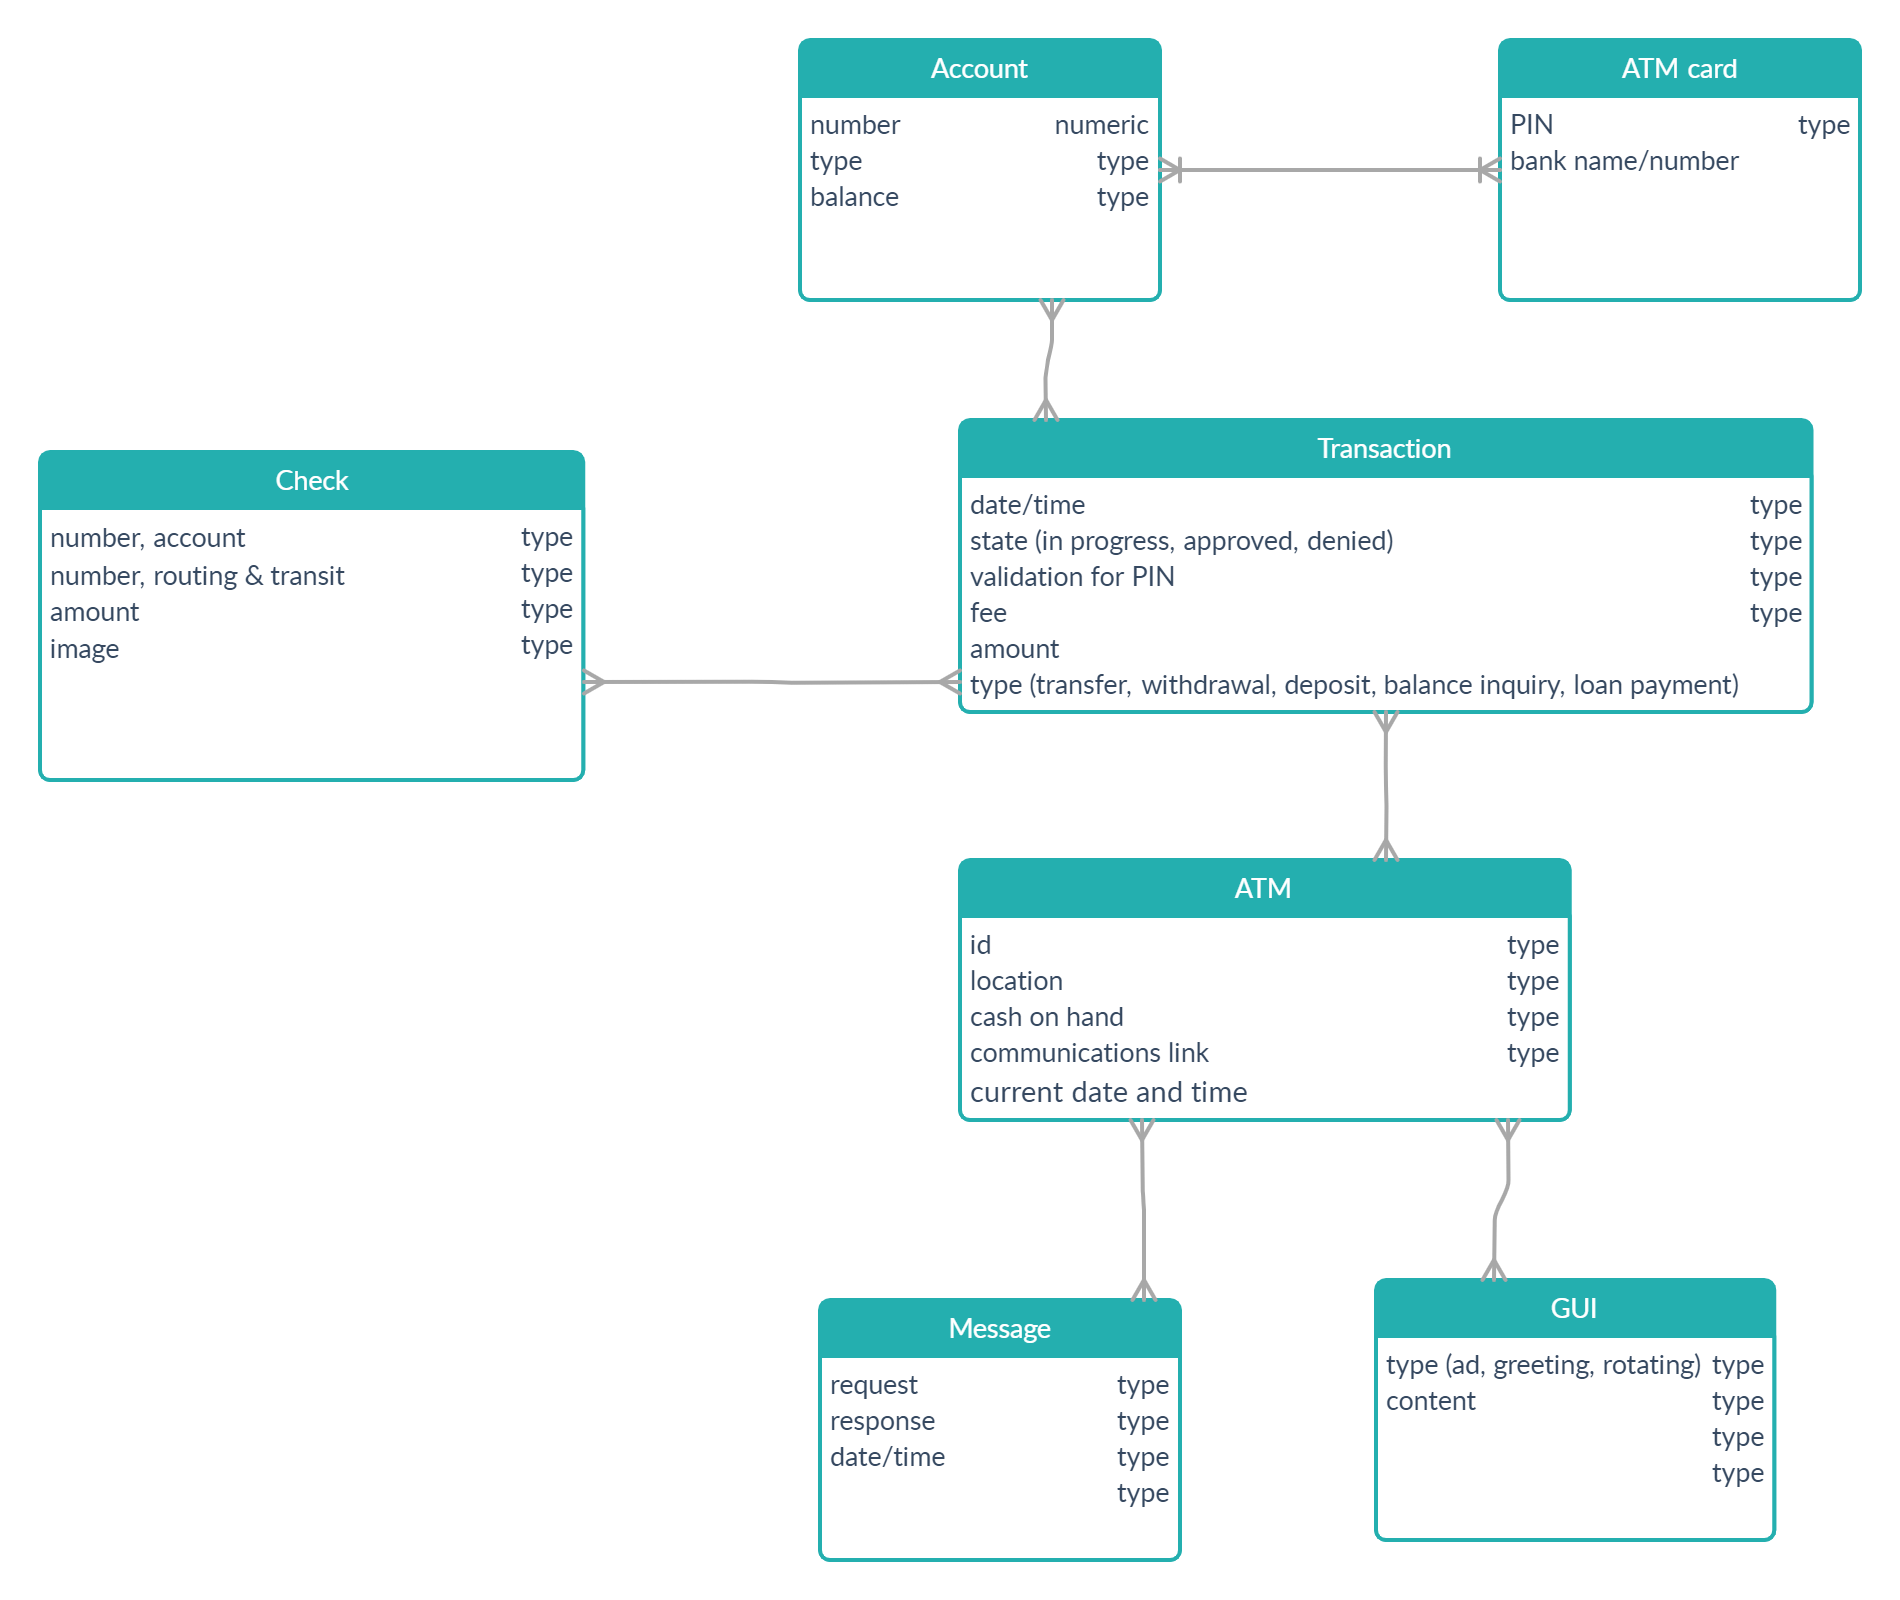 Account
number numeric
type type
balance type
ATM card
PIN type
bank name/number
Check
number, account type
number, routing & transit type
amount type
image type
Transaction
date/time type
state (in progress, approved, denied) type
validation for PIN type
fee type
amount
type (transfer, withdrawal, deposit, balance inquiry, loan payment)
ATM
id type
location type
cash on hand type
communications link type
current date and time
Message
request type
response type
date/time type
type
GUI
type (ad, greeting, rotating) type
content type
type
type